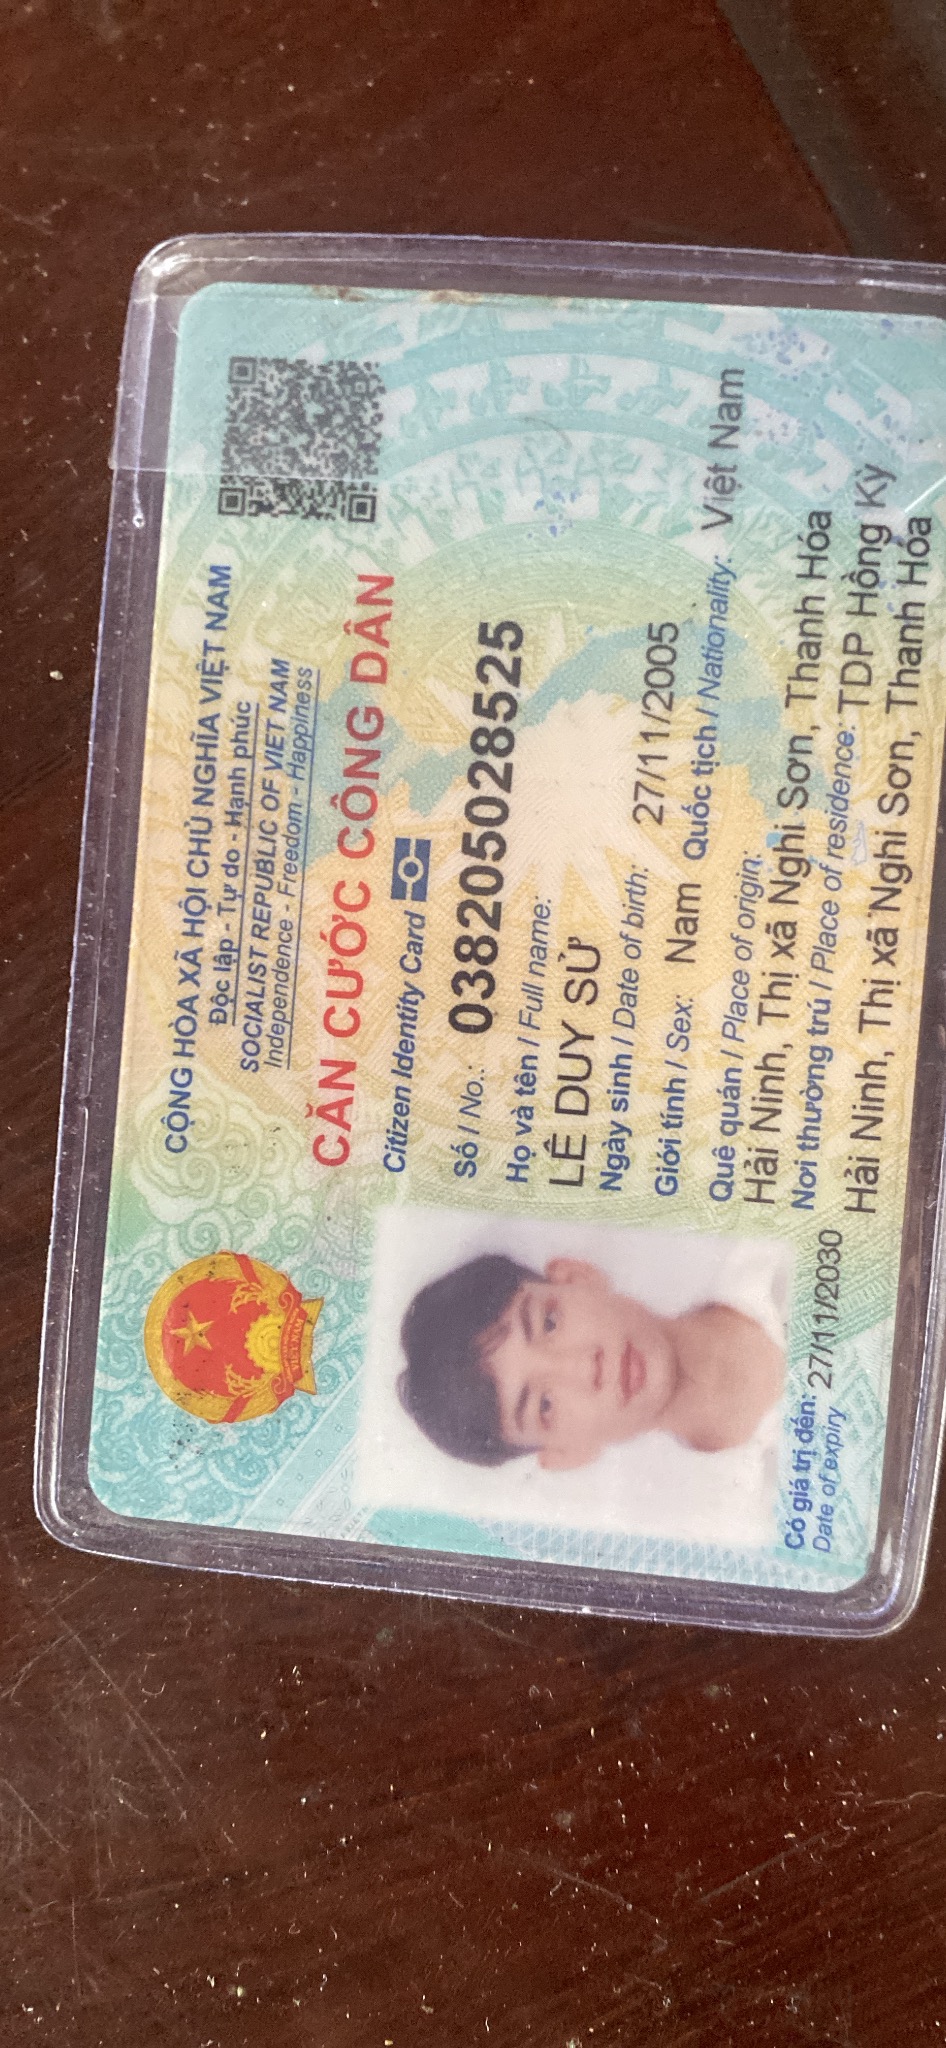 CỘNG HÒA XÃ HỘI CHỦ NGHĨA VIỆT NAM
Độc lập - Tự do - Hạnh phúc
SOCIALIST REPUBLIC OF VIET NAM
Independence - Freedom - Happiness
CĂN CƯỚC CÔNG DÂN
Citizen Identity Card
Số / No.: 038205028525
Họ và tên / Full name:
LÊ DUY SỬ
Ngày sinh / Date of birth: 27/11/2005
Giới tính / Sex: Nam Quốc tịch / Nationality: Việt Nam
Quê quán / Place of origin:
Hải Ninh, Thị xã Nghi Sơn, Thanh Hóa
Nơi thường trú / Place of residence: TDP Hồng Kỳ
Hải Ninh, Thị xã Nghi Sơn, Thanh Hóa
Có giá trị đến: 27/11/2030
Date of expiry
VIỆT NAM